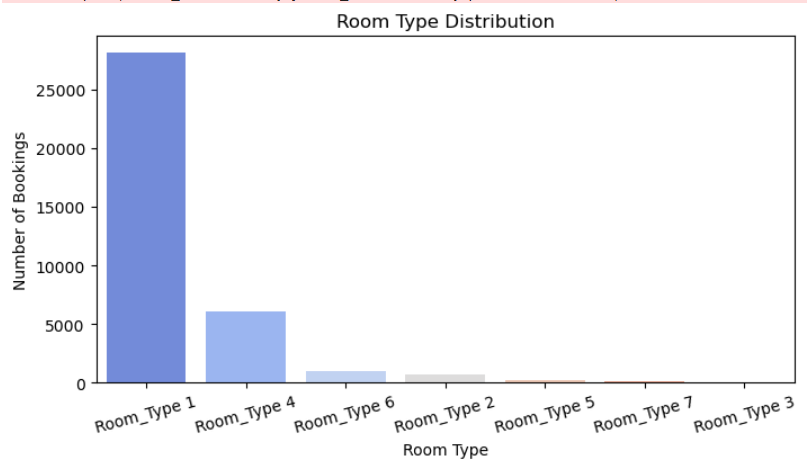 Room Type Distribution
25000
20000
15000
10000
5000
0
Number of Bookings
Room_Type 1 Room_Type 4 Room_Type 6 Room_Type 2 Room_Type 5 Room_Type 7 Room_Type 3
Room Type